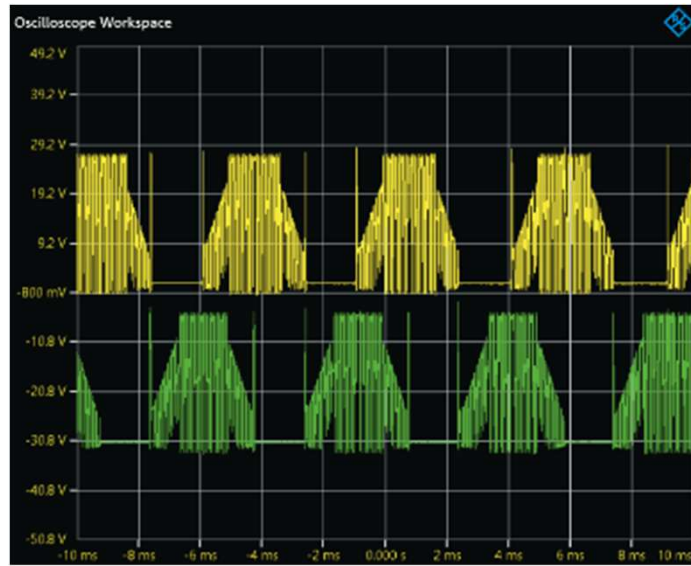 Oscilloscope Workspace
49.2 V
39.2 V
29.2 V
19.2 V
9.2 V
-800 mV
-10.8 V
-20.8 V
-30.8 V
-40.8 V
-50.8 V
-10 ms -8 ms -6 ms -4 ms -2 ms 0.000 s 2 ms 4 ms 6 ms 8 ms 10 ms